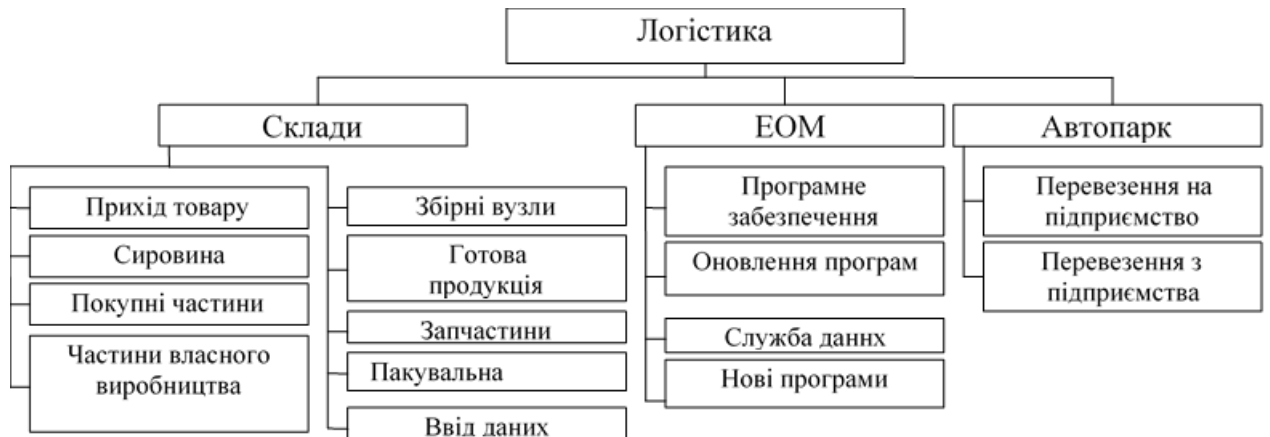 Логістика
Склади
ЕОМ
Автопарк
Прихід товару
Сировина
Покупні частини
Частини власного
виробництва
Збірні вузли
Готова
продукція
Запчастини
Пакувальна
Ввід даних
Програмне
забезпечення
Оновлення програм
Служба даннх
Нові програми
Перевезення на
підприємство
Перевезення з
підприємства